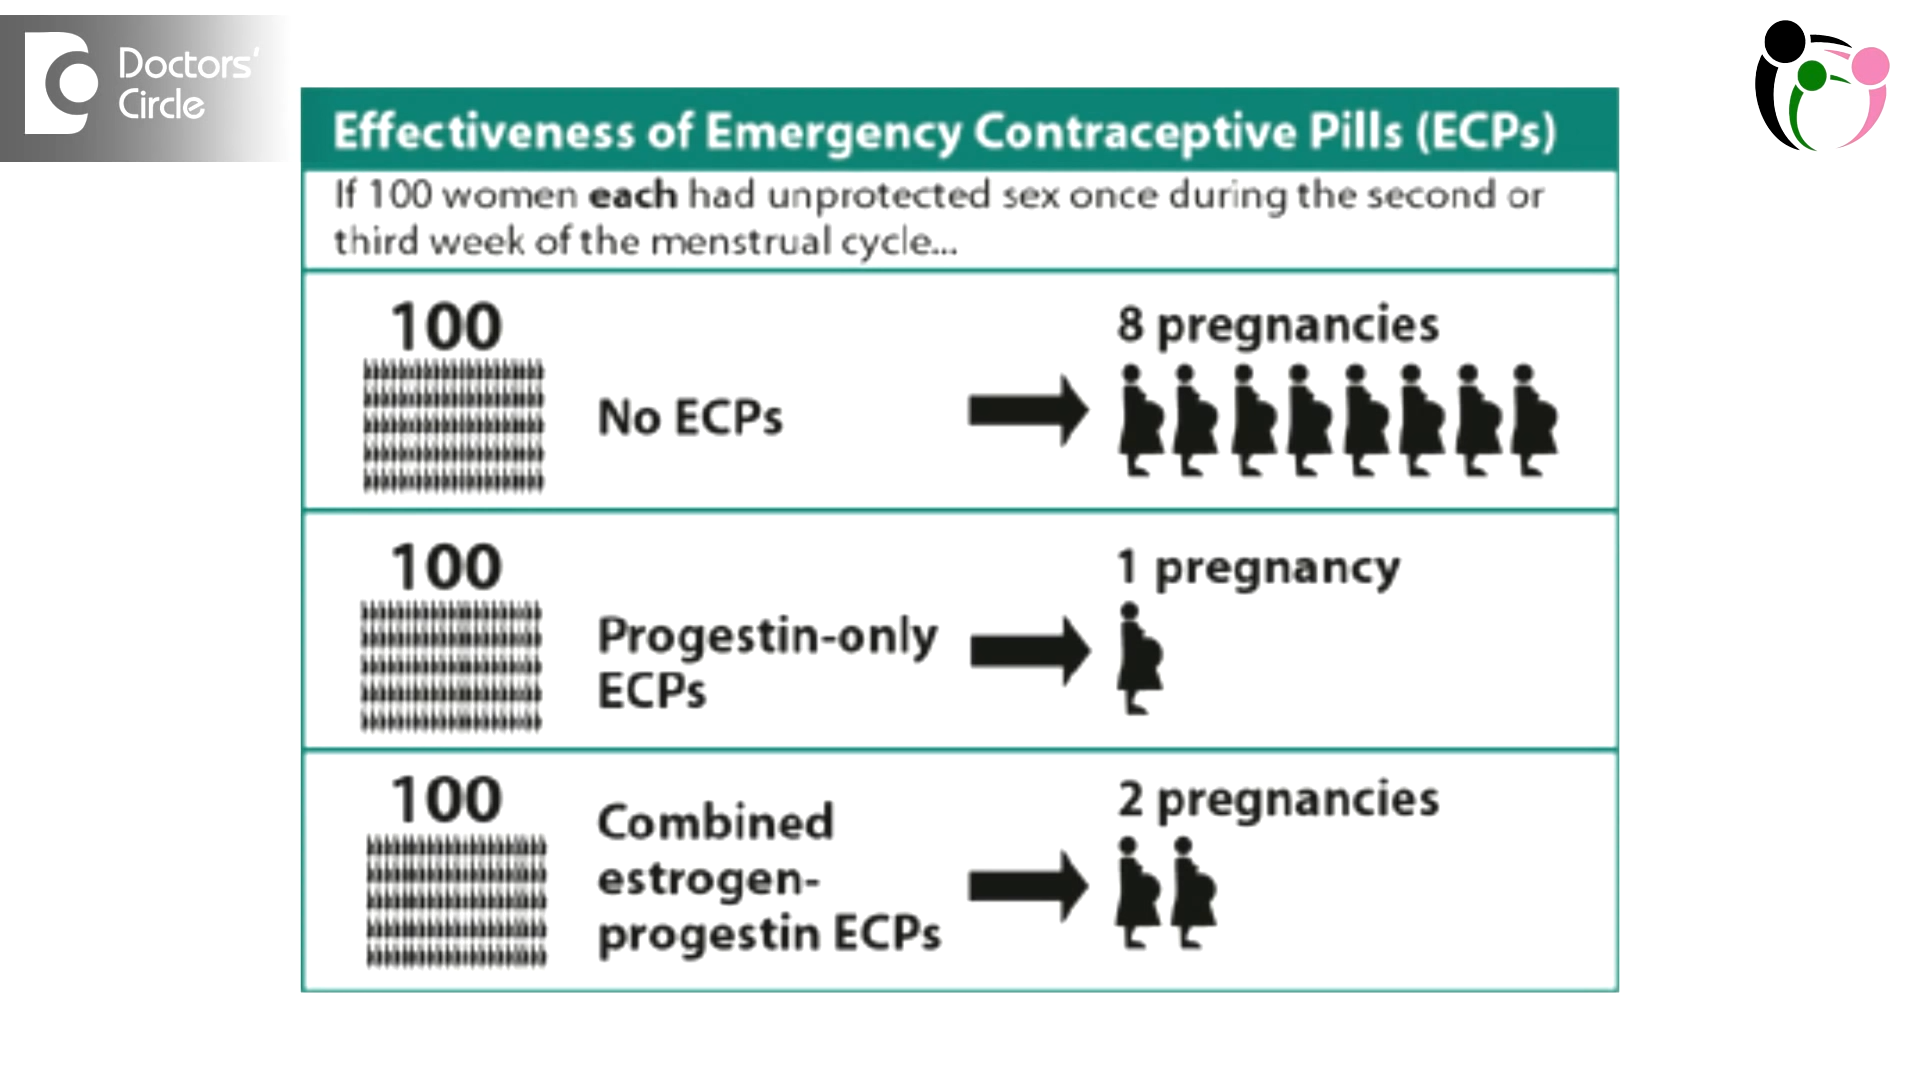 Doctors'
Circle
Effectiveness of Emergency Contraceptive Pills (ECPs)
If 100 women each had unprotected sex once during the second or
third week of the menstrual cycle...
100
No ECPs
8 pregnancies
100
Progestin-only
ECPs
1 pregnancy
100
Combined
estrogen-
progestin ECPs
2 pregnancies